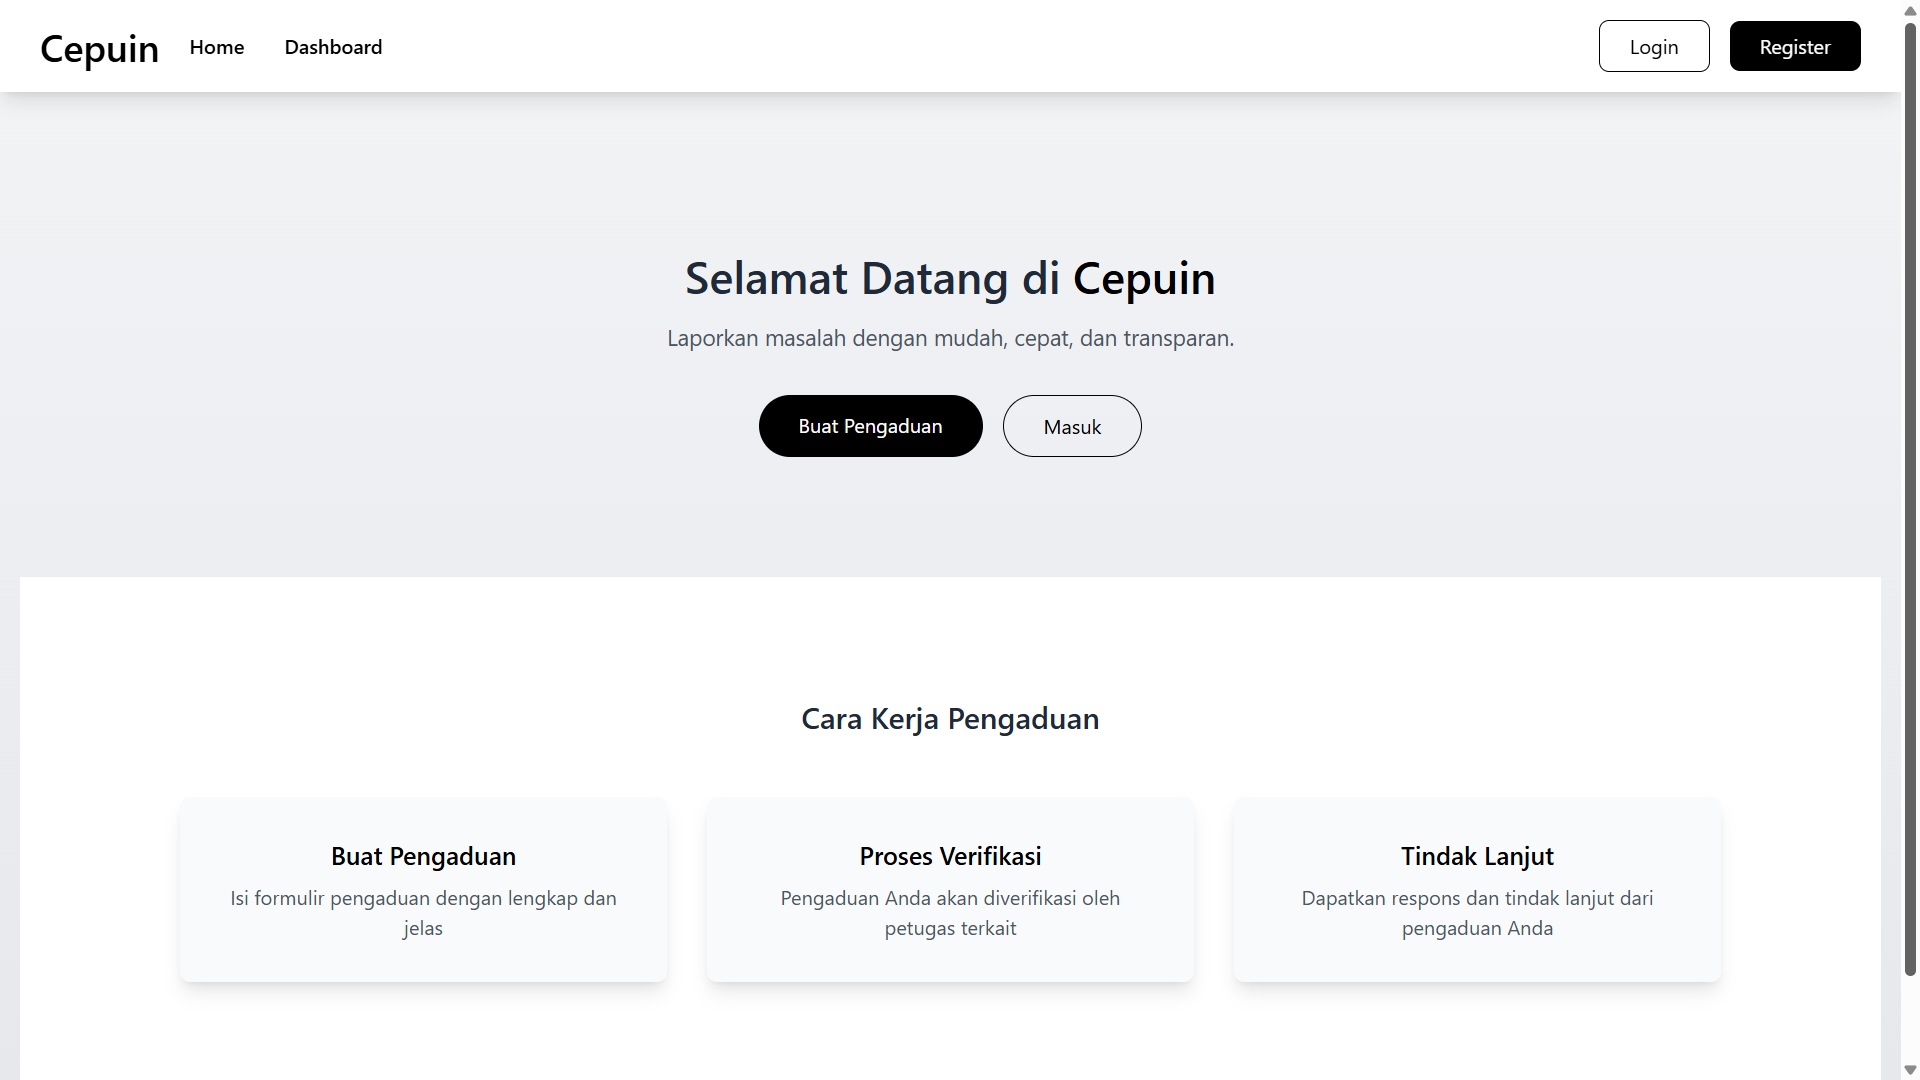 Cepuin
Home
Dashboard
Login
Register
Selamat Datang di Cepuin
Laporkan masalah dengan mudah, cepat, dan transparan.
Buat Pengaduan
Masuk
Cara Kerja Pengaduan
Buat Pengaduan
Isi formulir pengaduan dengan lengkap dan
jelas
Proses Verifikasi
Pengaduan Anda akan diverifikasi oleh
petugas terkait
Tindak Lanjut
Dapatkan respons dan tindak lanjut dari
pengaduan Anda